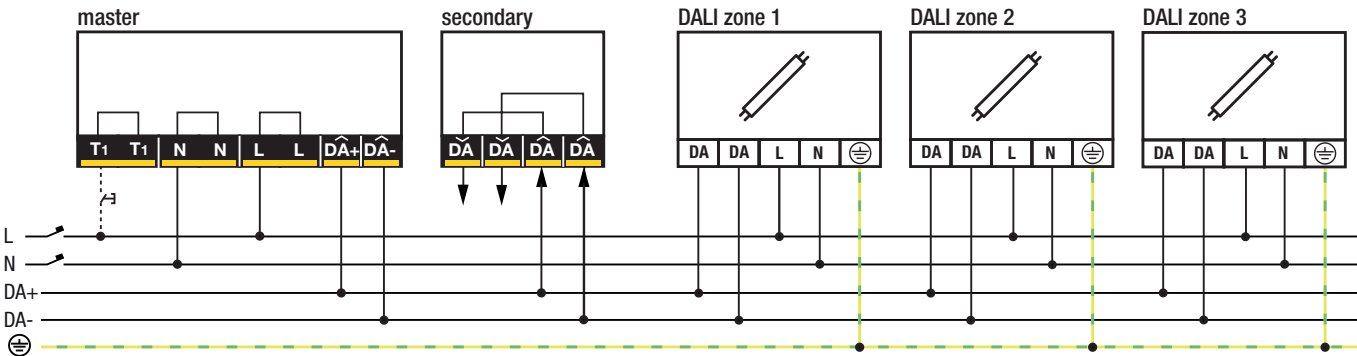 master
secondary
DALI zone 1
DALI zone 2
DALI zone 3
T1 T1 N N L L DA+ DA-
DA DA DA DA
DA DA L N
DA DA L N
DA DA L N
L
N
DA+
DA-